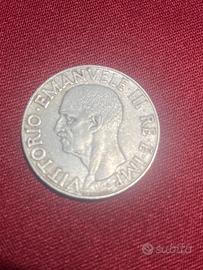 VITTORIO · EMANVELE · III · RE E IMP.
subito